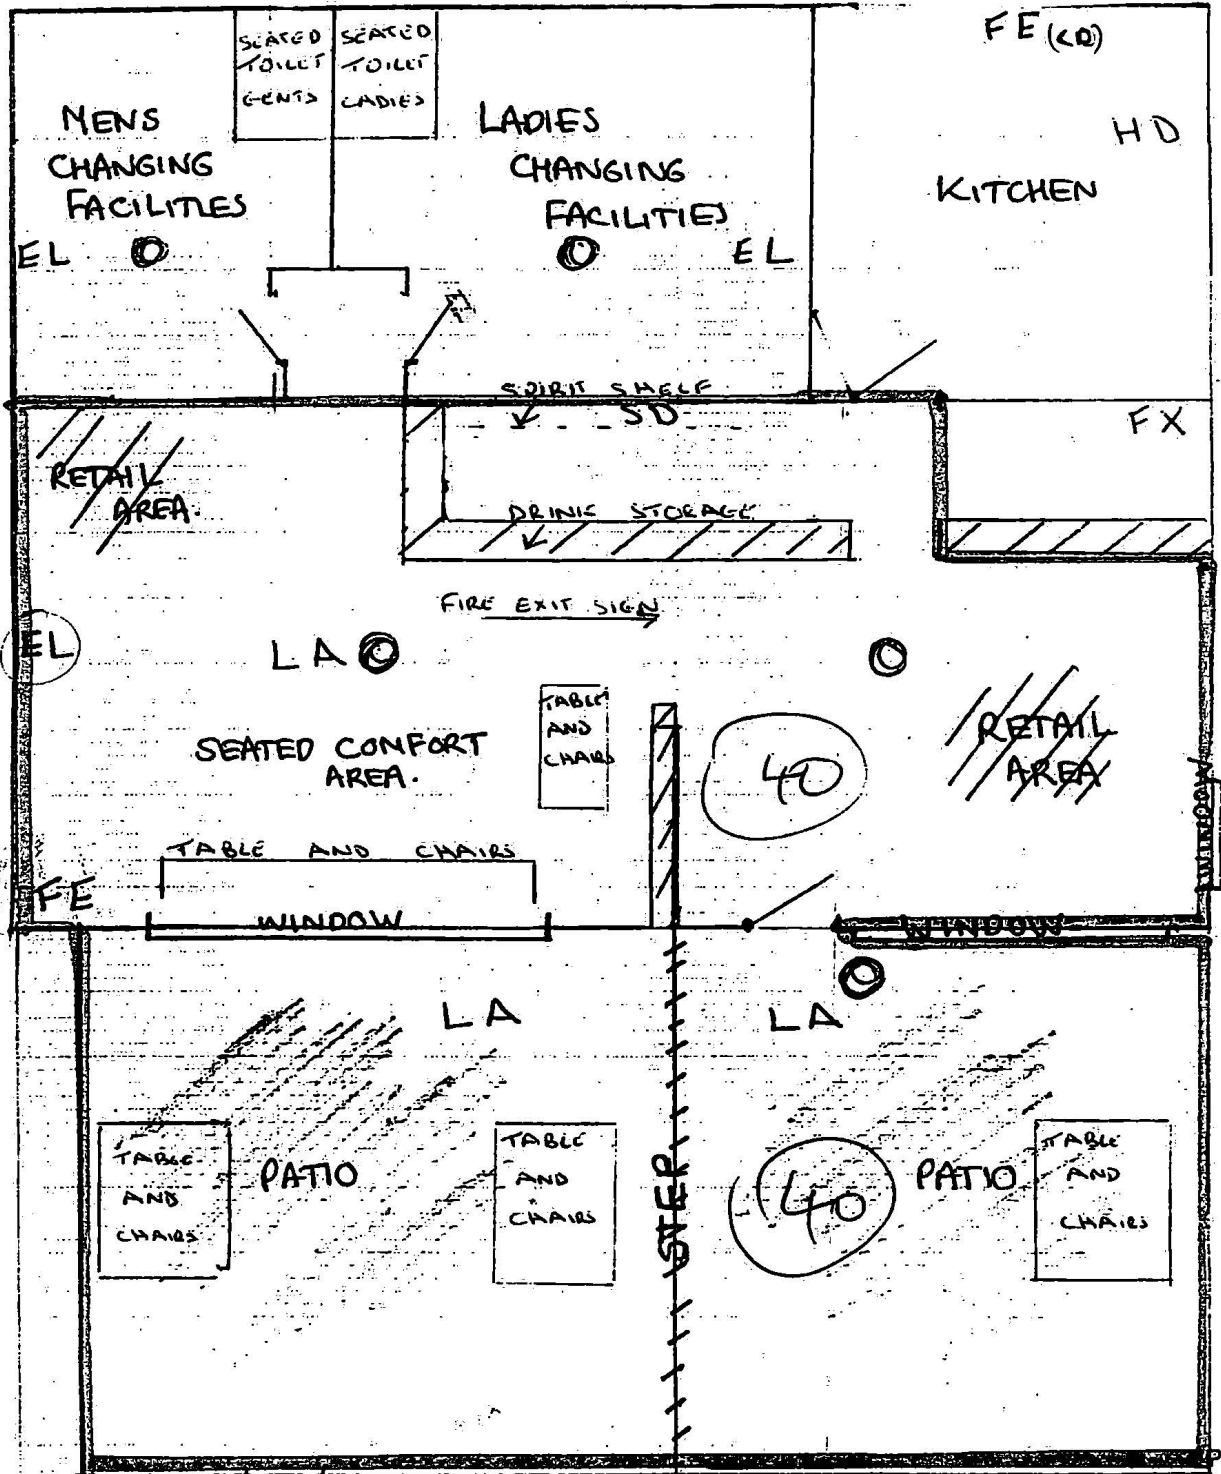 SEATED
TOILET
GENTS
SEATED
TOILET
LADIES
FE (CO)
MENS
CHANGING
FACILITIES
LADIES
CHANGING
FACILITIES
HD
KITCHEN
EL
EL
SPIRIT SHELF
SD
FX
RETAIL
AREA.
DRINK STORAGE
FIRE EXIT SIGN
EL
LA
TABLE
AND
CHAIRS
SEATED COMFORT
AREA.
40
RETAIL
AREA
WINDOW
TABLE AND CHAIRS
FE
WINDOW
WINDOW
LA
LA
TABLE
AND
CHAIRS
PATIO
TABLE
AND
CHAIRS
STEP
40
PATIO
TABLE
AND
CHAIRS